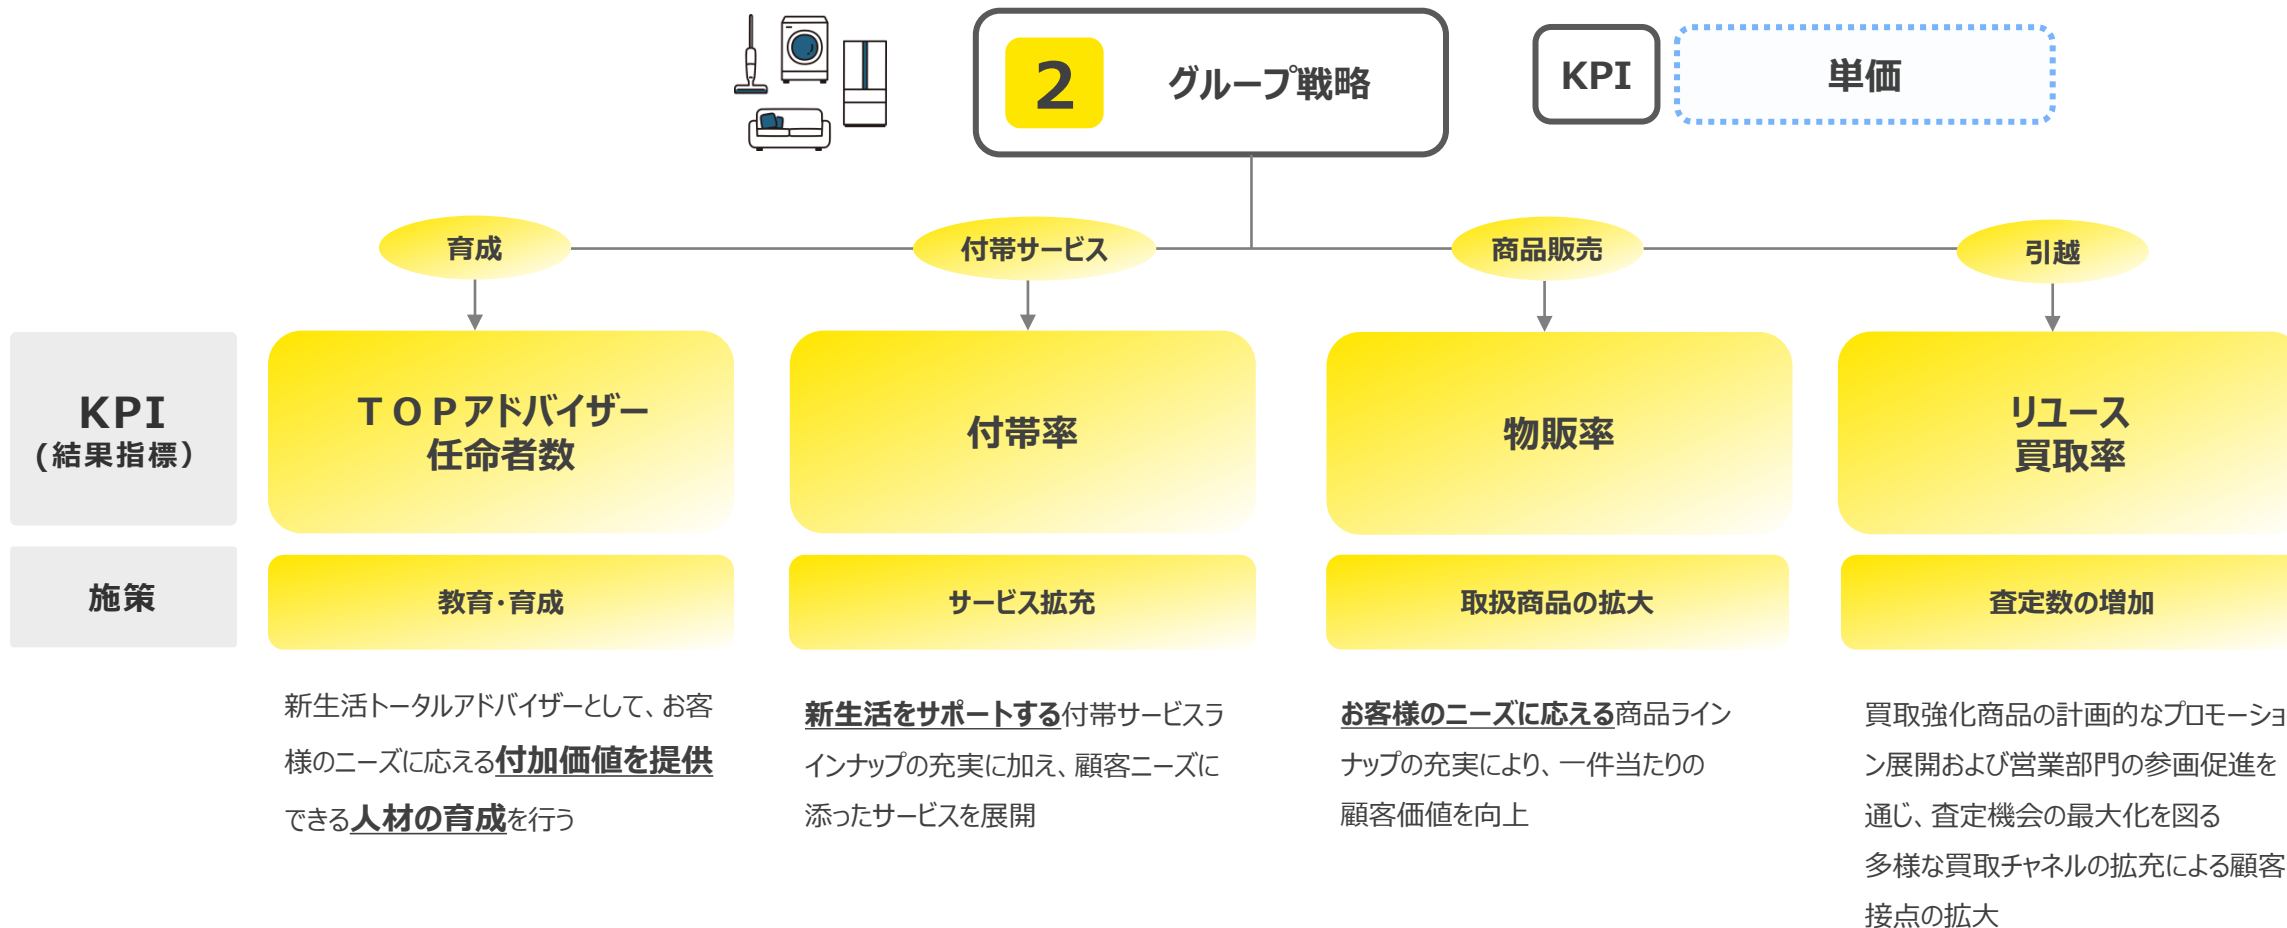 2 グループ戦略
KPI 単価
育成 付帯サービス 商品販売 引越
KPI
(結果指標)
TOPアドバイザー
任命者数
付帯率
物販率
リユース
買取率
施策
教育・育成
サービス拡充
取扱商品の拡大
査定数の増加
新生活トータルアドバイザーとして、お客
様のニーズに応える付加価値を提供
できる人材の育成を行う
新生活をサポートする付帯サービスラ
インナップの充実に加え、顧客ニーズに
添ったサービスを展開
お客様のニーズに応える商品ライン
ナップの充実により、一件当たりの
顧客価値を向上
買取強化商品の計画的なプロモーショ
ン展開および営業部門の参画促進を
通じ、査定機会の最大化を図る
多様な買取チャネルの拡充による顧客
接点の拡大